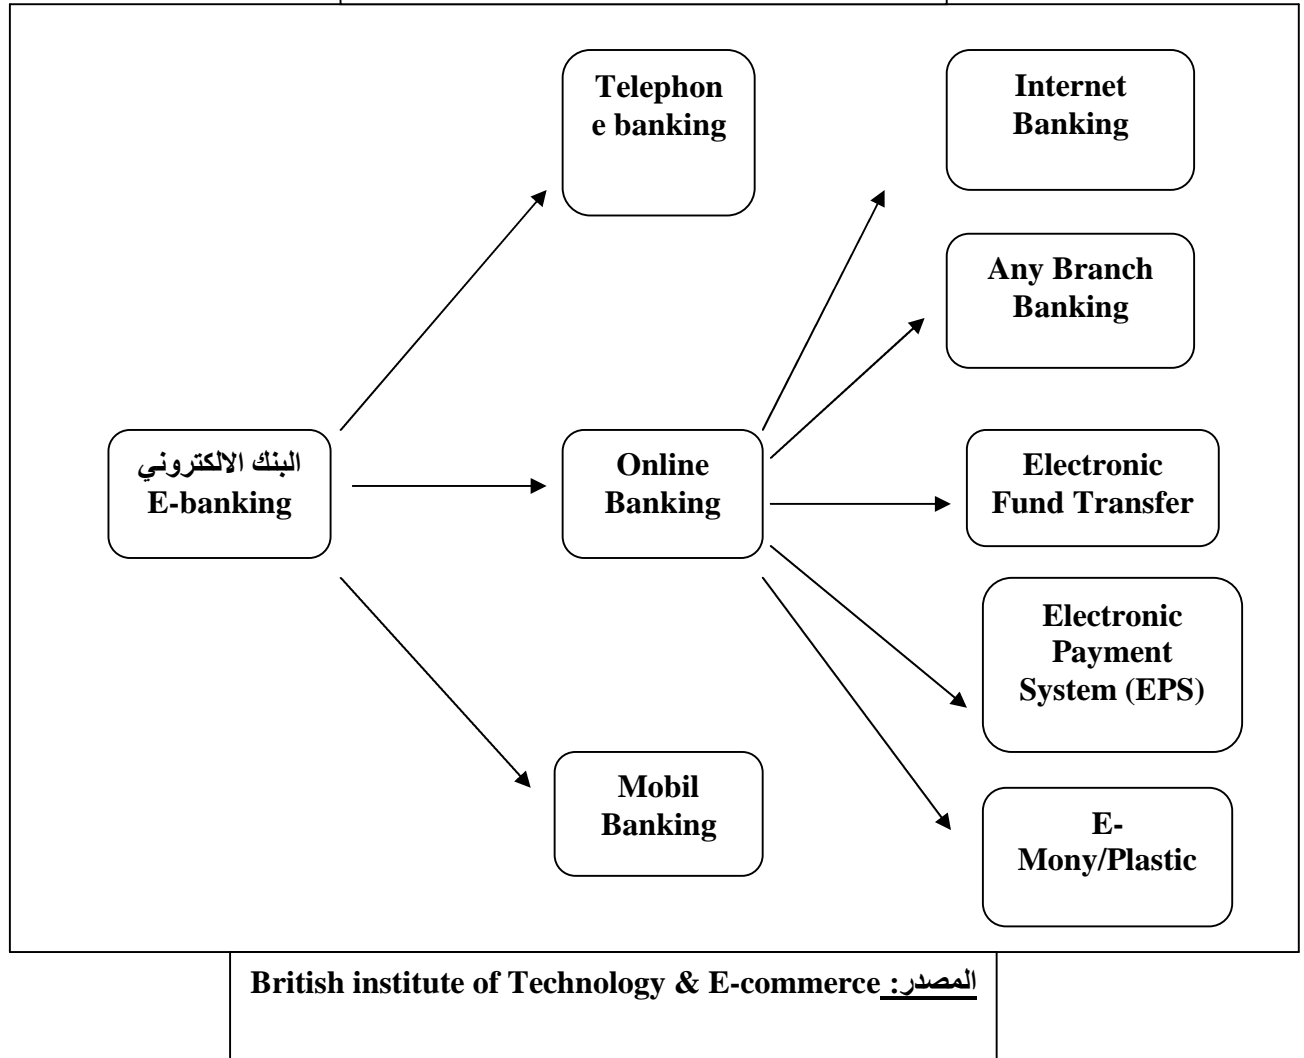 Telephon
e banking
Internet
Banking
Any Branch
Banking
البنك الالكتروني
E-banking
Online
Banking
Electronic
Fund Transfer
Electronic
Payment
System (EPS)
Mobil
Banking
E-
Mony/Plastic
المصدر: British institute of Technology & E-commerce